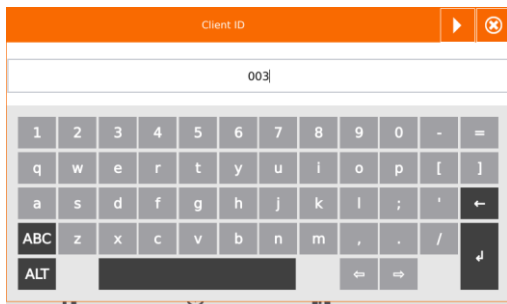 Client ID
003
1 2 3 4 5 6 7 8 9 0 - =
q w e r t y u i o p [ ]
a s d f g h j k l ; ' ←
ABC z x c v b n m , . / ↲
ALT ⇦ ⇨